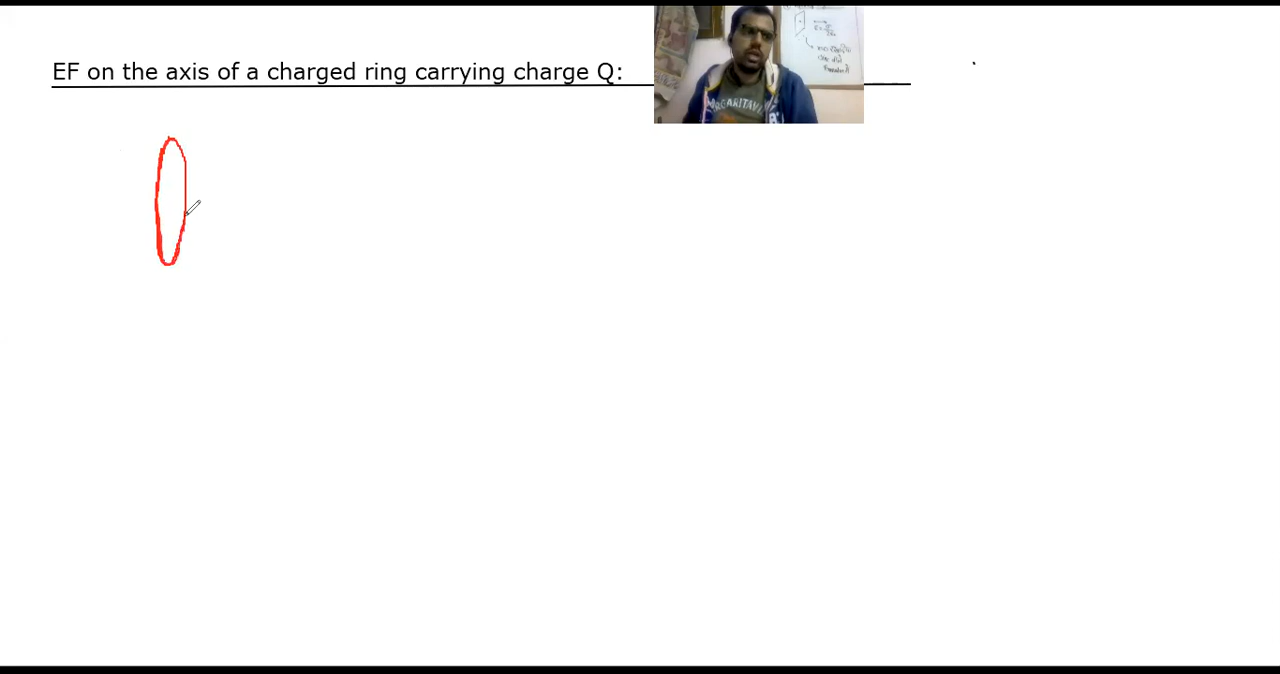 EF on the axis of a charged ring carrying charge Q: